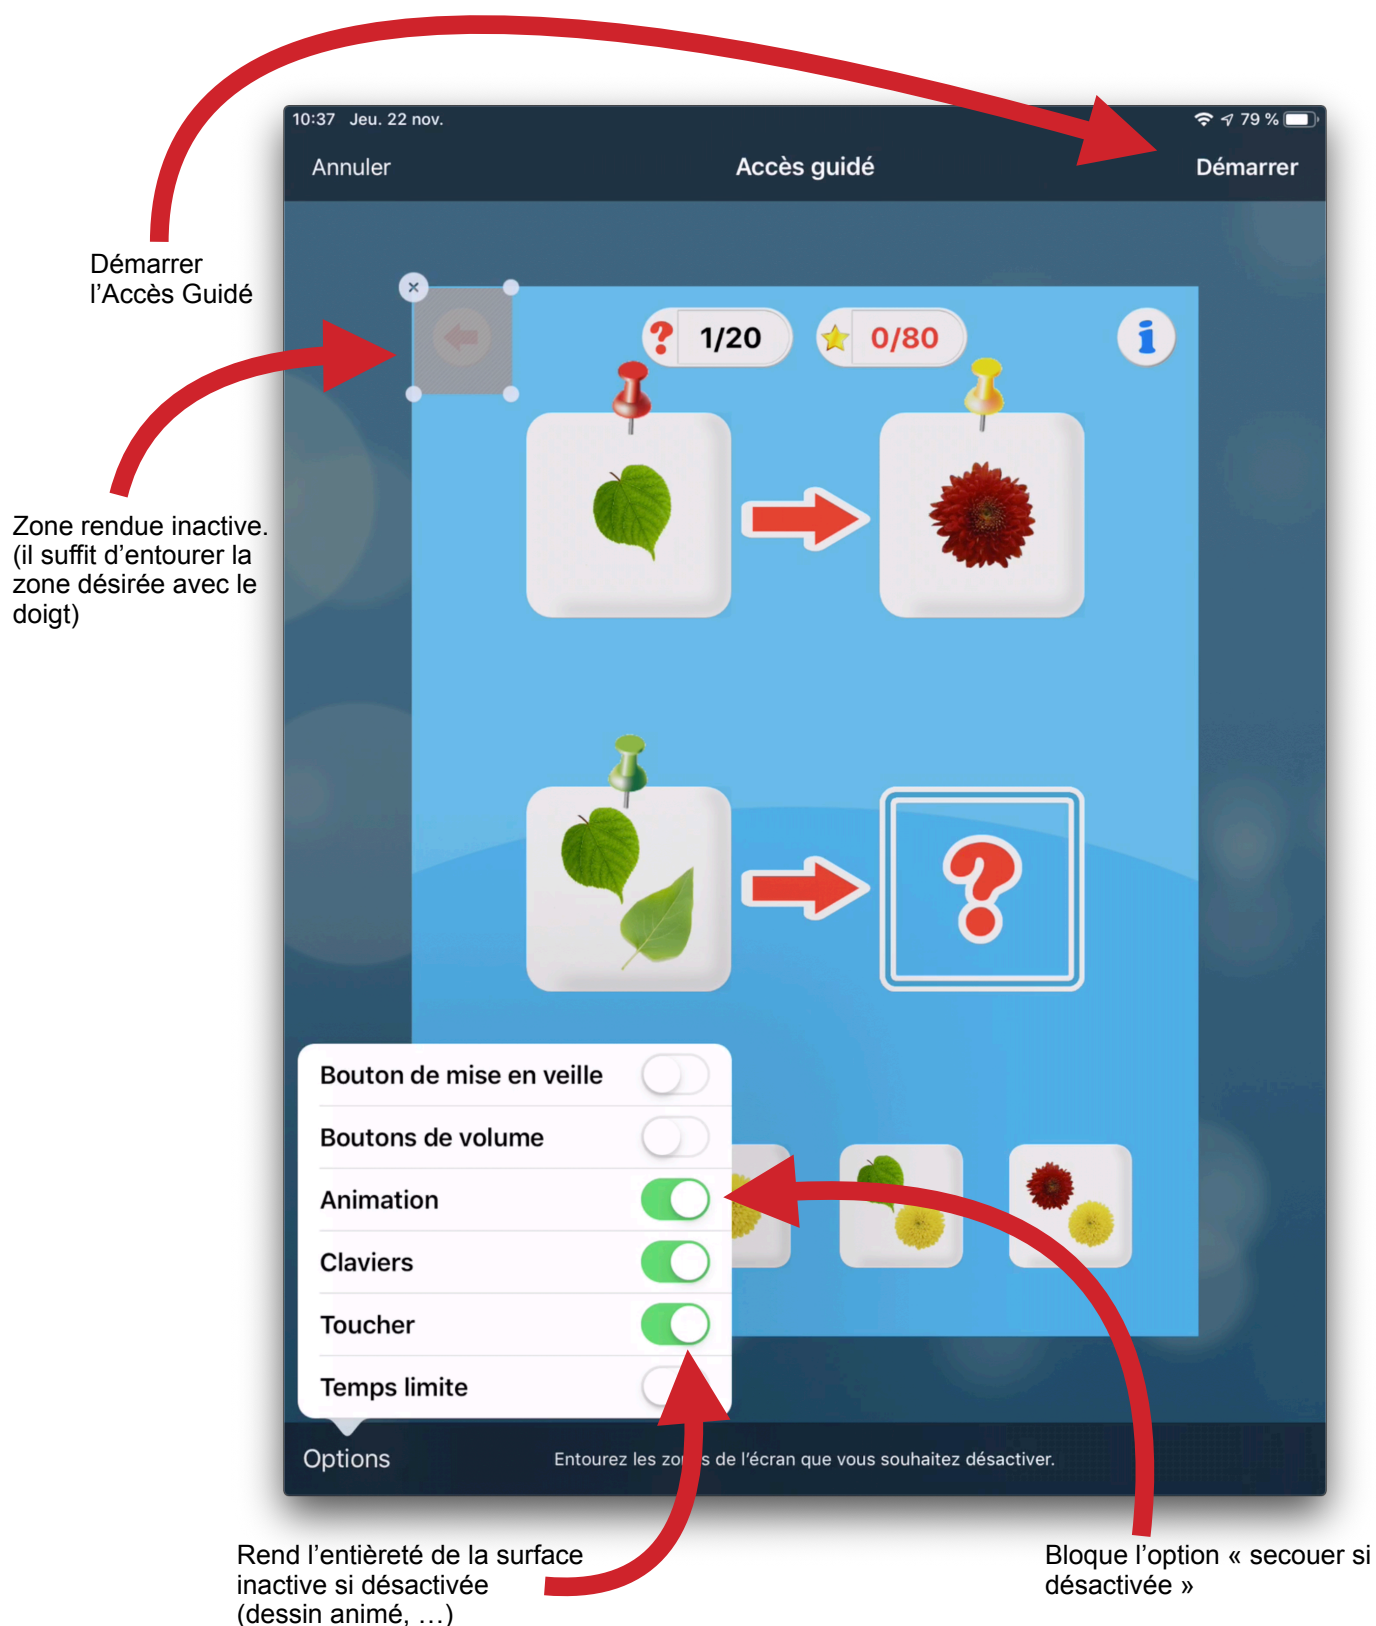 10:37 Jeu. 22 nov.
79 %
Annuler
Accès guidé
Démarrer
Démarrer
l’Accès Guidé
? 1/20
0/80
i
Zone rendue inactive.
(il suffit d'entourer la
zone désirée avec le
doigt)
?
Bouton de mise en veille
Boutons de volume
Animation
Claviers
Toucher
Temps limite
Options
Entourez les zones de l’écran que vous souhaitez désactiver.
Rend l’entièreté de la surface
inactive si désactivée
(dessin animé, …)
Bloque l’option « secouer si
désactivée »